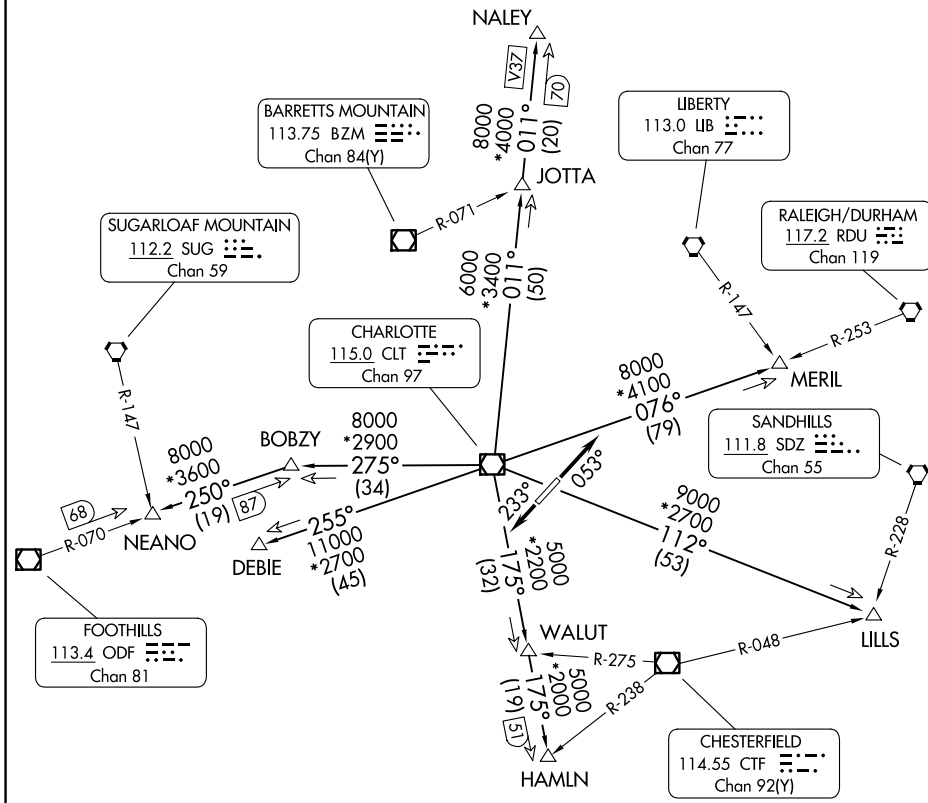 NALEY
V37
70
8000
*4000
011°
(20)
BARRETTS MOUNTAIN
113.75 BZM
Chan 84(Y)
LIBERTY
113.0 LIB
Chan 77
JOTTA
R-071
SUGARLOAF MOUNTAIN
112.2 SUG
Chan 59
RALEIGH/DURHAM
117.2 RDU
Chan 119
6000
*3400
011°
(50)
R-147
R-253
CHARLOTTE
115.0 CLT
Chan 97
R-147
MERIL
8000
*4100
076°
(79)
SANDHILLS
111.8 SDZ
Chan 55
BOBZY
8000
*2900
275°
(34)
8000
*3600
250°
(19)
87
68
R-070
NEANO
DEBIE
255°
11000
*2700
(45)
233°
053°
9000
*2700
112°
(53)
R-228
5000
*2200
175°
(32)
FOOTHILLS
113.4 ODF
Chan 81
WALUT
R-275
R-048
LILLS
5000
*2000
175°
(19)
51
R-238
HAMLN
CHESTERFIELD
114.55 CTF
Chan 92(Y)